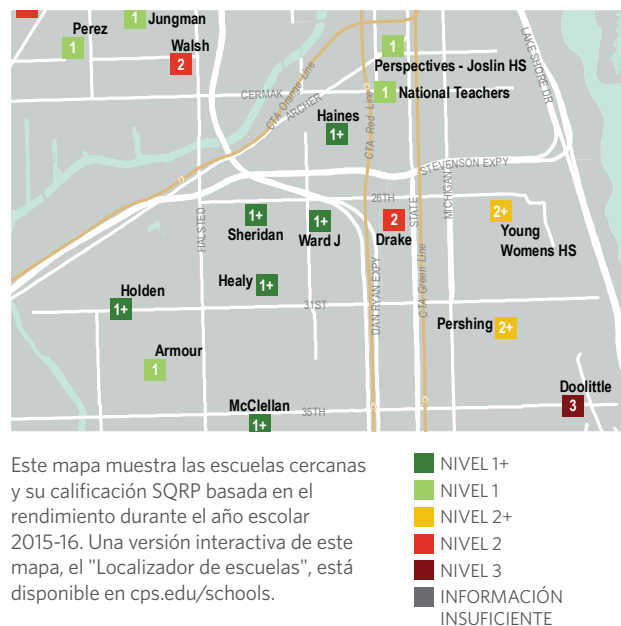 Perez
1
1
Jungman
Walsh
2
1
Perspectives - Joslin HS
1
National Teachers
LAKE SHORE DR
CERMAK
CTA Orange Line
ARCHER
CTA Red Line
Haines
1+
STEVENSON EXPY
26TH
HALSTED
1+
Sheridan
1+
Ward J
2
Drake
STATE
MICHIGAN
2+
Young
Womens HS
Healy
1+
Holden
1+
31ST
DAN RYAN EXPY
CTA Green Line
Pershing
2+
Armour
1
Doolittle
3
McClellan
1+
35TH
Este mapa muestra las escuelas cercanas
y su calificación SQRP basada en el
rendimiento durante el año escolar
2015-16. Una versión interactiva de este
mapa, el "Localizador de escuelas", está
disponible en cps.edu/schools.
NIVEL 1+
NIVEL 1
NIVEL 2+
NIVEL 2
NIVEL 3
INFORMACIÓN
INSUFICIENTE